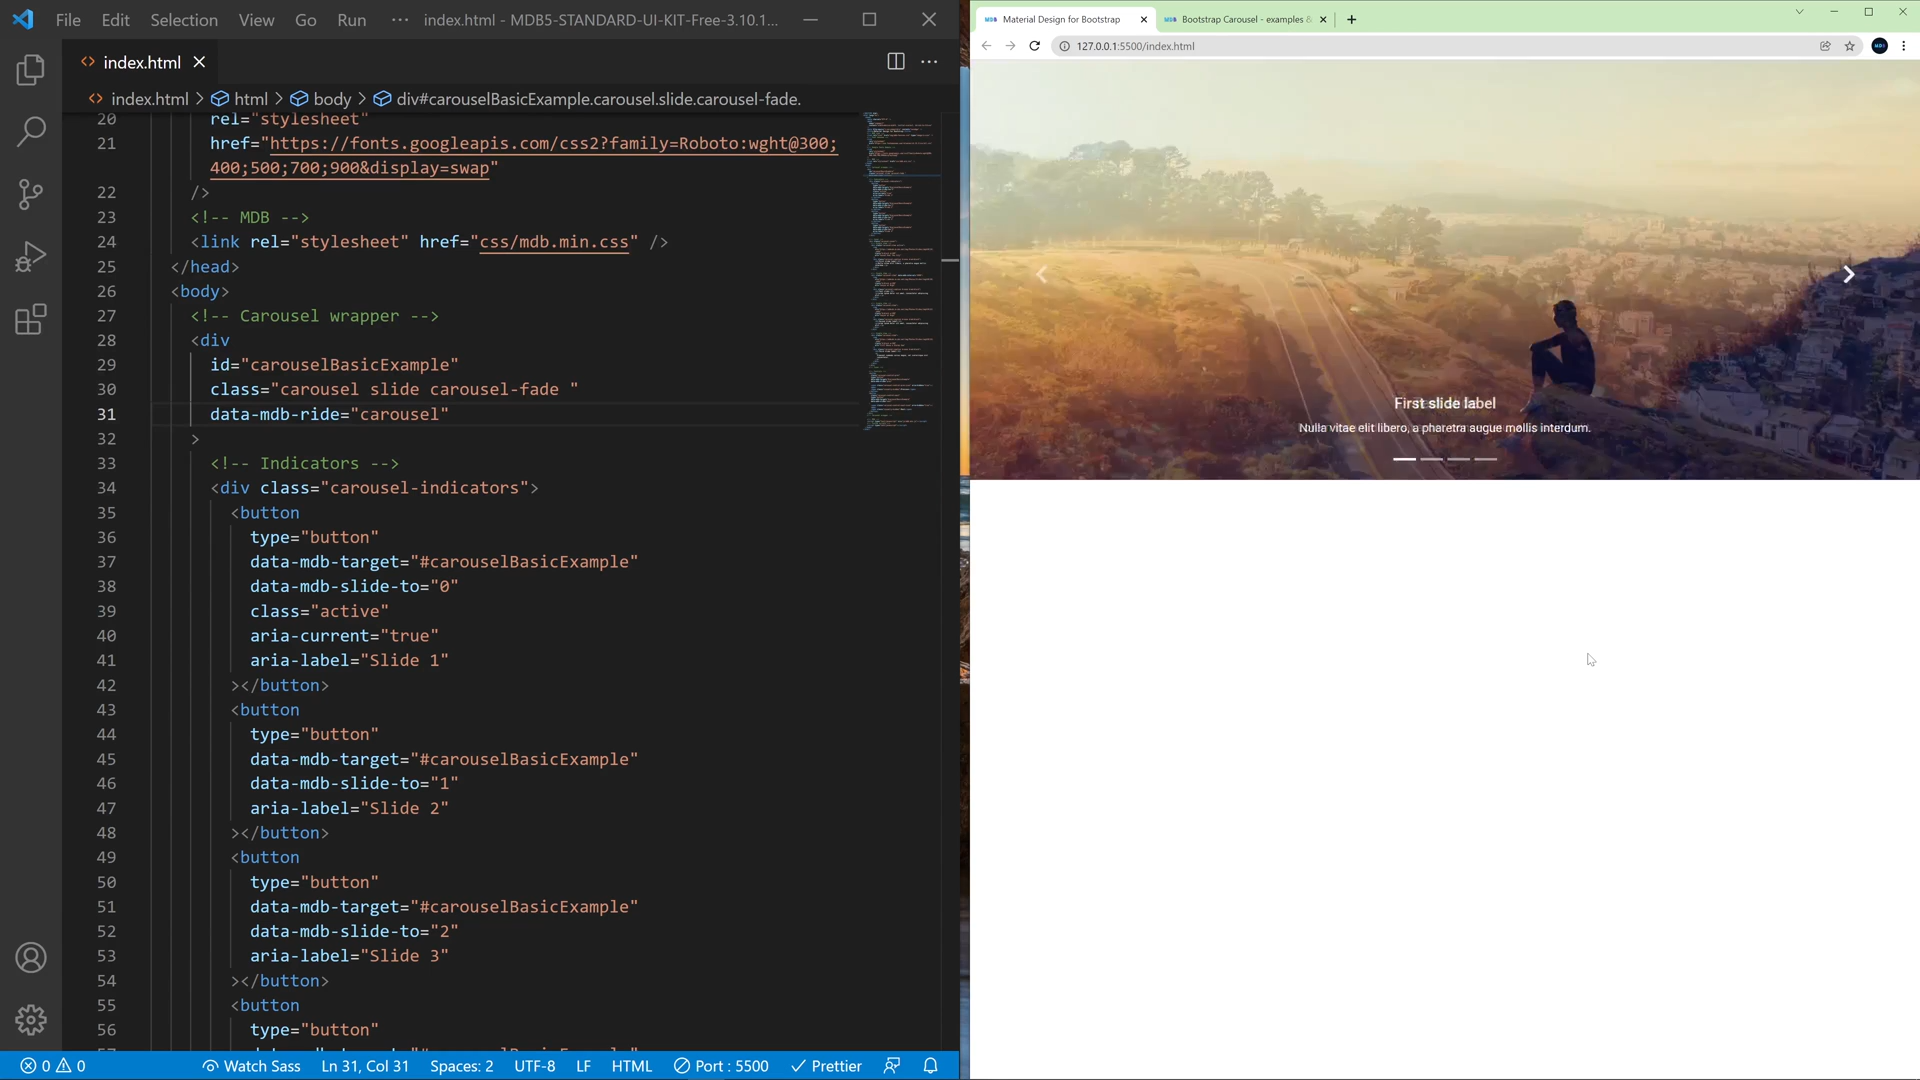 File Edit Selection View Go Run ··· index.html - MDB5-STANDARD-UI-KIT-Free-3.10.1...
index.html
index.html > html > body > div#carouselBasicExample.carousel.slide.carousel-fade.
20 rel="stylesheet"
21 href="https://fonts.googleapis.com/css2?family=Roboto:wght@300;
400;500;700;900&display=swap"
22 />
23 <!-- MDB -->
24 <link rel="stylesheet" href="css/mdb.min.css" />
25 </head>
26 <body>
27 <!-- Carousel wrapper -->
28 <div
29 id="carouselBasicExample"
30 class="carousel slide carousel-fade "
31 data-mdb-ride="carousel"
32 >
33 <!-- Indicators -->
34 <div class="carousel-indicators">
35 <button
36 type="button"
37 data-mdb-target="#carouselBasicExample"
38 data-mdb-slide-to="0"
39 class="active"
40 aria-current="true"
41 aria-label="Slide 1"
42 ></button>
43 <button
44 type="button"
45 data-mdb-target="#carouselBasicExample"
46 data-mdb-slide-to="1"
47 aria-label="Slide 2"
48 ></button>
49 <button
50 type="button"
51 data-mdb-target="#carouselBasicExample"
52 data-mdb-slide-to="2"
53 aria-label="Slide 3"
54 ></button>
55 <button
56 type="button"
0 0 Watch Sass Ln 31, Col 31 Spaces: 2 UTF-8 LF HTML Port : 5500 Prettier
Material Design for Bootstrap
Bootstrap Carousel - examples &
127.0.0.1:5500/index.html
First slide label
Nulla vitae elit libero, a pharetra augue mollis interdum.